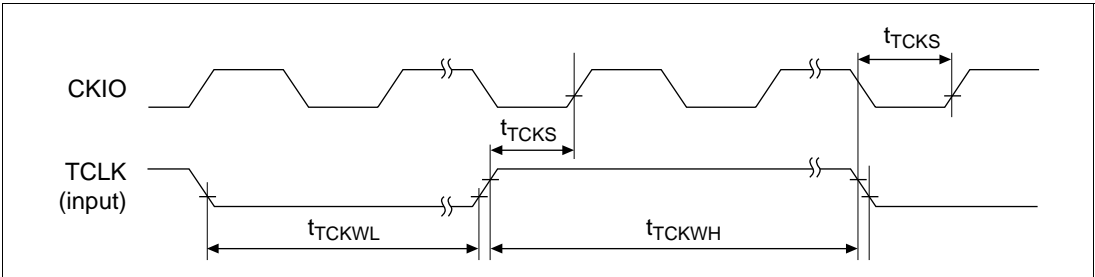 tTCKS
CKIO
tTCKS
TCLK
(input)
tTCKWL
tTCKWH